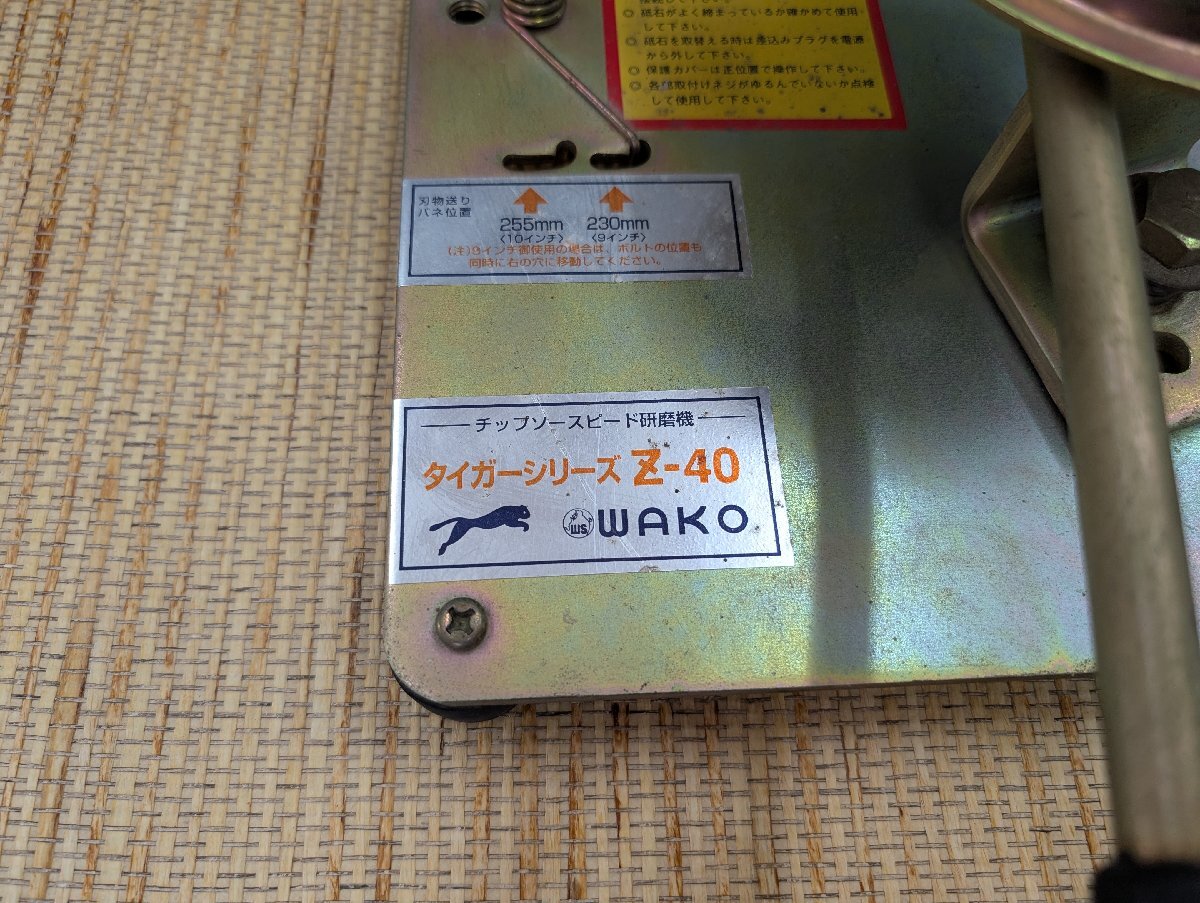 ◎ 砥石がよく締まっているか確かめて使用
して下さい。
◎ 砥石を取替える時は差込みプラグを電源
から外して下さい。
◎ 保護カバーは正位置で操作して下さい。
◎ 各部取付けネジがゆるんでいないか点検
して使用して下さい。
刃物送り
バネ位置
255mm 230mm
〈10インチ〉 〈9インチ〉
(注)9インチ御使用の場合は、ボルトの位置も
同時に右の穴に移動してください。
チップソースピード研磨機
タイガーシリーズ Z-40
WS WAKO